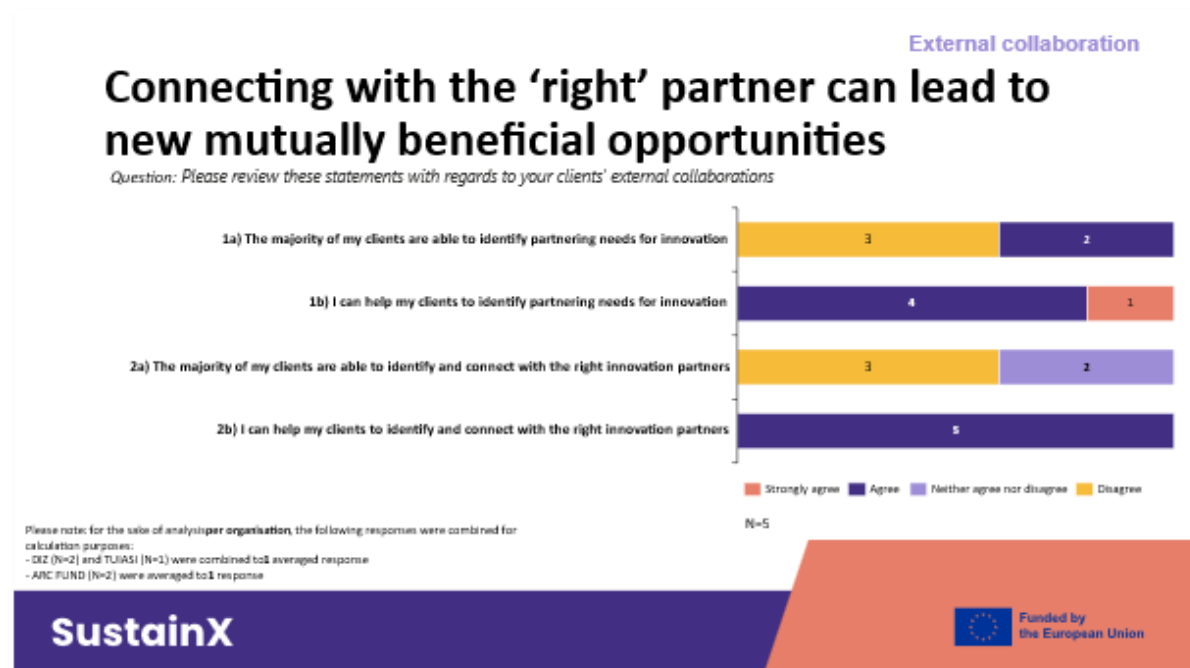 External collaboration
Connecting with the ‘right’ partner can lead to
new mutually beneficial opportunities
Question: Please review these statements with regards to your clients' external collaborations
1a) The majority of my clients are able to identify partnering needs for innovation
3
2
1b) I can help my clients to identify partnering needs for innovation
4
1
2a) The majority of my clients are able to identify and connect with the right innovation partners
3
2
2b) I can help my clients to identify and connect with the right innovation partners
5
Strongly agree
Agree
Neither agree nor disagree
Disagree
N=5
Please note: for the sake of analysisper organisation, the following responses were combined for
calculation purposes:
- DIZ (N=2) and TUIASI (N=1) were combined to1 averaged response
- ARC FUND (N=2) were averaged to1 response
SustainX
Funded by
the European Union